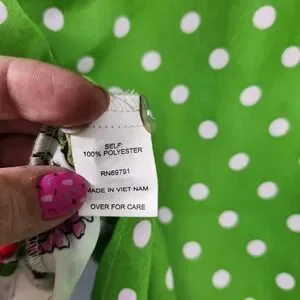 SELF:
100% POLYESTER
RN69791
MADE IN VIET NAM
OVER FOR CARE